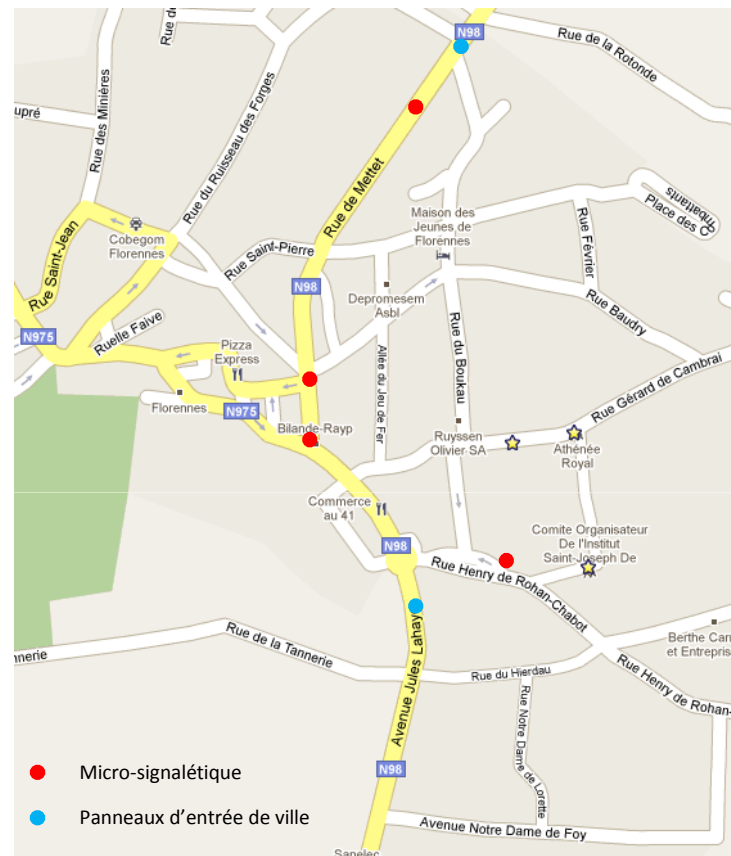 N98
Rue de la Rotonde
Rue des Minières
Rue du Ruisseau des Forges
upré
Rue de Mettet
Maison des
Jeunes de
Florennes
Place des C
mbattants
Rue Février
Cobegom
Florennes
Rue Saint-Pierre
Rue Saint-Jean
N98
Depromesem
Asbl
Rue Baudry
N975
Ruelle Faive
Pizza
Express
Rue du Boukau
Allée du Jeu de Fer
Rue Gérard de Cambrai
Florennes
N975
Bilande-Rayp
Ruyssen
Olivier SA
Athénée
Royal
Commerce
au 41
Comite Organisateur
De l'Institut
Saint-Joseph De
N98
Rue Henry de Rohan-Chabot
Rue de la Tannerie
nnerie
Avenue Jules Lahay
Berthe Carr
et Entrepris
Rue du Hierdau
Rue Henry de Rohan-
Rue Notre Dame de Lorette
N98
Micro-signalétique
Panneaux d'entrée de ville
Avenue Notre Dame de Foy